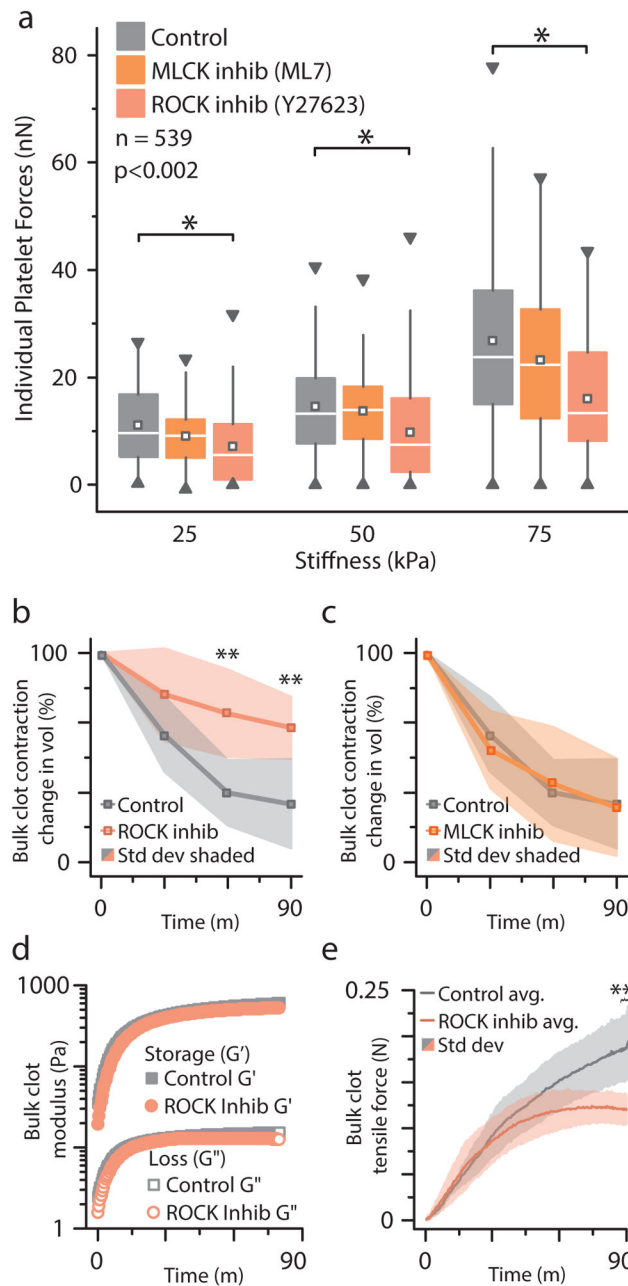 a
Control
MLCK inhib (ML7)
ROCK inhib (Y27623)
n = 539
p<0.002
*
*
*
80
60
40
20
0
Individual Platelet Forces (nN)
25
50
75
Stiffness (kPa)
b
100
0
Bulk clot contraction
change in vol (%)
**
**
Control
ROCK inhib
Std dev shaded
0
90
Time (m)
c
100
0
Bulk clot contraction
change in vol (%)
Control
MLCK inhib
Std dev shaded
0
90
Time (m)
d
1000
1
Bulk clot
modulus (Pa)
Storage (G')
Control G'
ROCK Inhib G'
Loss (G")
Control G"
ROCK Inhib G"
0
90
Time (m)
e
0.25
0
Bulk clot
tensile force (N)
Control avg.
ROCK inhib avg.
Std dev
**
0
90
Time (m)